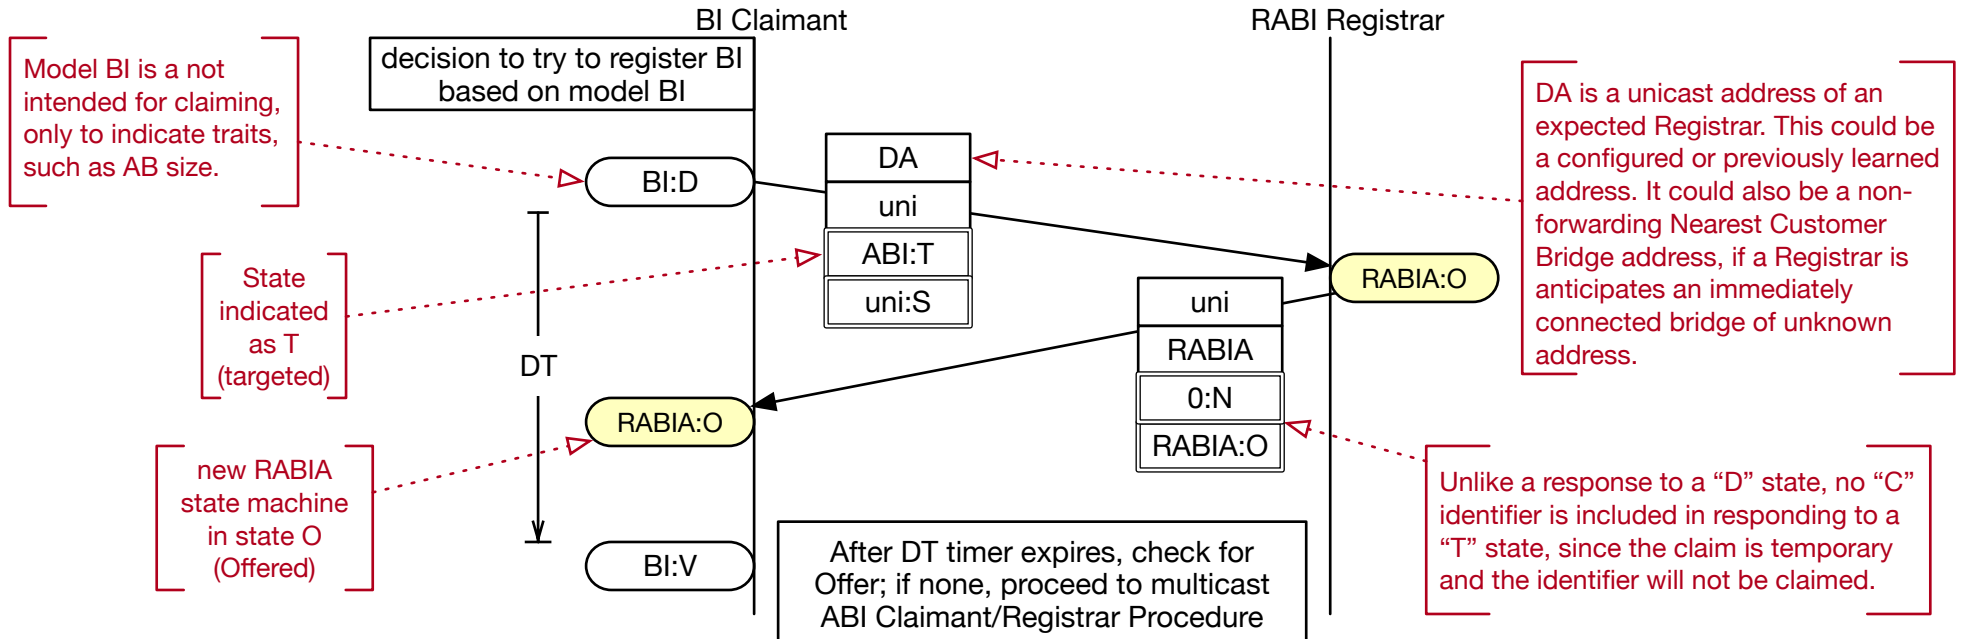 BI Claimant
RABI Registrar
Model BI is a not
intended for claiming,
only to indicate traits,
such as AB size.
decision to try to register BI
based on model BI
DA is a unicast address of an
expected Registrar. This could be
a configured or previously learned
address. It could also be a non-
forwarding Nearest Customer
Bridge address, if a Registrar is
anticipates an immediately
connected bridge of unknown
address.
BI:D
DA
uni
ABI:T
uni:S
RABIA:O
State
indicated
as T
(targeted)
uni
RABIA
0:N
RABIA:O
DT
RABIA:O
new RABIA
state machine
in state O
(Offered)
Unlike a response to a “D” state, no “C”
identifier is included in responding to a
“T” state, since the claim is temporary
and the identifier will not be claimed.
BI:V
After DT timer expires, check for
Offer; if none, proceed to multicast
ABI Claimant/Registrar Procedure